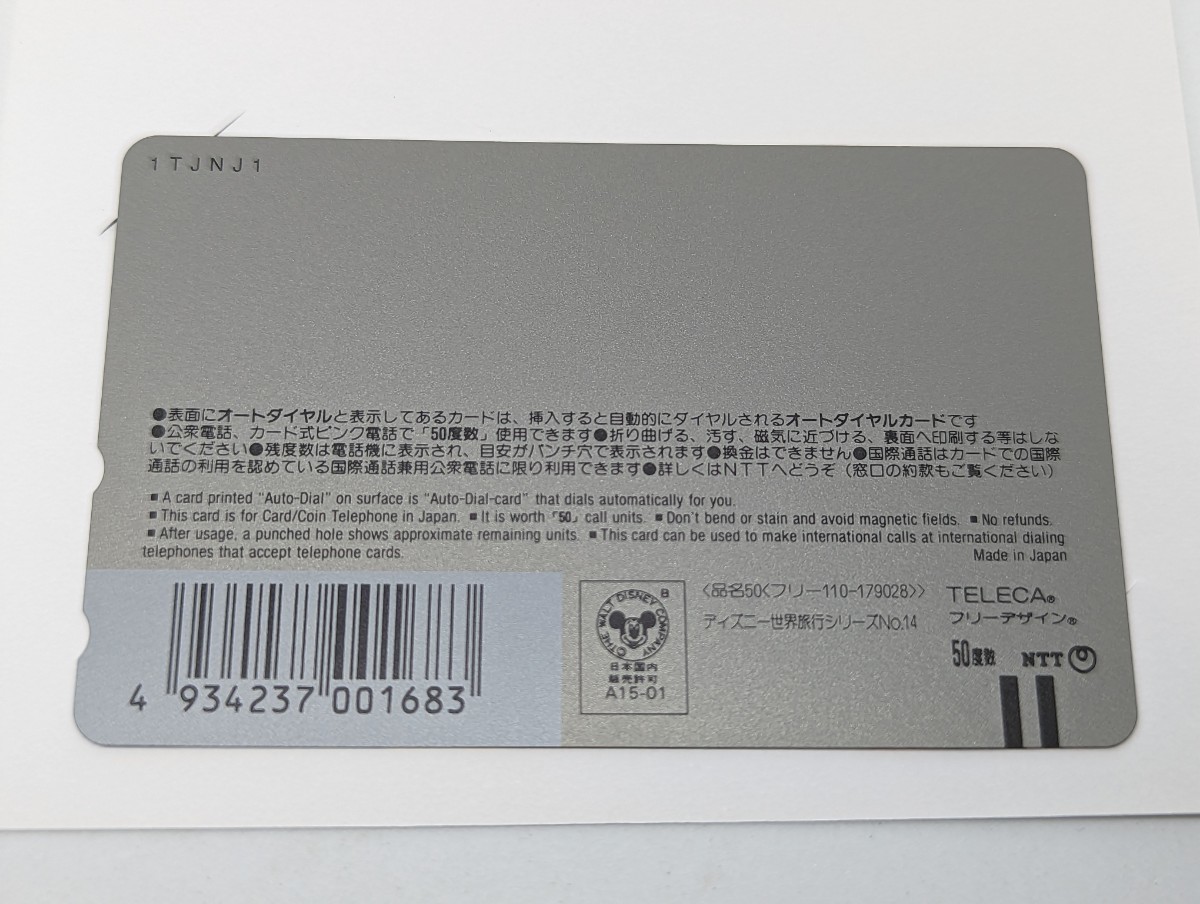 1TJNJ1
●表面にオートダイヤルと表示してあるカードは、挿入すると自動的にダイヤルされるオートダイヤルカードです
●公衆電話、カード式ピンク電話で「50度数」使用できます●折り曲げる、汚す、磁気に近づける、裏面へ印刷する等はしな
いでください●残度数は電話機に表示され、目安がパンチ穴で表示されます●換金はできません●国際通話はカードでの国際
通話の利用を認めている国際通話兼用公衆電話に限り利用できます●詳しくはNTTへどうぞ(窓口の約款もご覧ください)
■ A card printed "Auto-Dial" on surface is "Auto-Dial-card" that dials automatically for you.
■ This card is for Card/Coin Telephone in Japan. ■ It is worth「50」call units. ■ Don't bend or stain and avoid magnetic fields. ■ No refunds.
■ After usage, a punched hole shows approximate remaining units. ■ This card can be used to make international calls at international dialing
telephones that accept telephone cards.
Made in Japan
4 934237 001683
B
©THE WALT DISNEY COMPANY
日本国内
販売許可
A15-01
〈品名50〈フリー110-179028〉〉
ディズニー世界旅行シリーズNo.14
TELECA®
フリーデザイン®
50度数 NTT